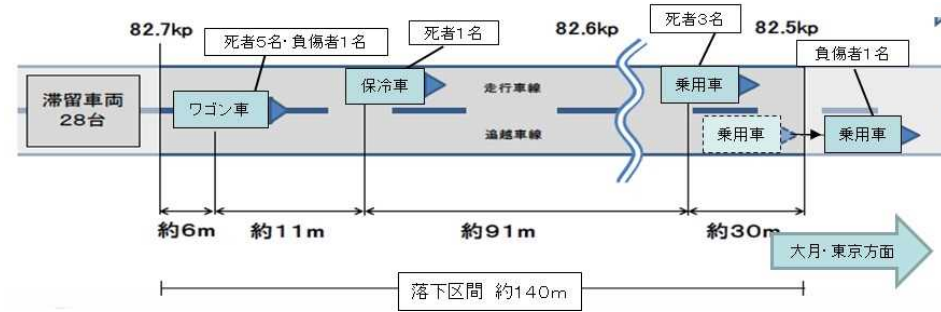 82.7kp
死者5名・負傷者1名
死者1名
82.6kp
死者3名
82.5kp
負傷者1名
滞留車両
28台
ワゴン車
保冷車
走行車線
追越車線
乗用車
乗用車
乗用車
約6m
約11m
約91m
約30m
大月・東京方面
落下区間 約140m